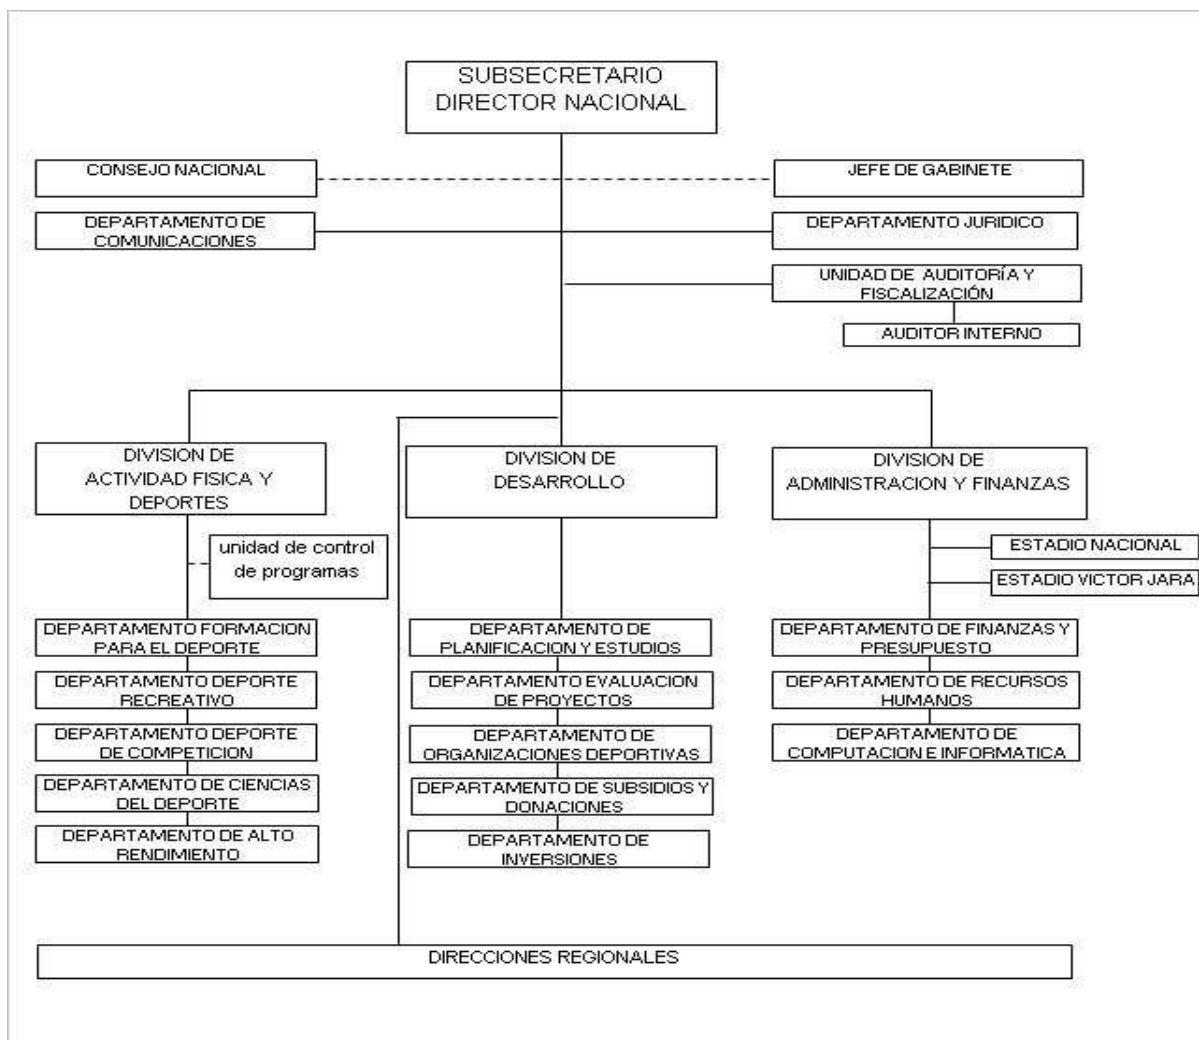 SUBSECRETARIO
DIRECTOR NACIONAL
CONSEJO NACIONAL
JEFE DE GABINETE
DEPARTAMENTO DE
COMUNICACIONES
DEPARTAMENTO JURIDICO
UNIDAD DE AUDITORÍA Y
FISCALIZACIÓN
AUDITOR INTERNO
DIVISION DE
ACTIVIDAD FISICA Y
DEPORTES
DIVISION DE
DESARROLLO
DIVISION DE
ADMINISTRACION Y FINANZAS
unidad de control
de programas
ESTADIO NACIONAL
ESTADIO VICTOR JARA
DEPARTAMENTO FORMACION
PARA EL DEPORTE
DEPARTAMENTO DEPORTE
RECREATIVO
DEPARTAMENTO DEPORTE
DE COMPETICION
DEPARTAMENTO DE CIENCIAS
DEL DEPORTE
DEPARTAMENTO DE ALTO
RENDIMIENTO
DEPARTAMENTO DE
PLANIFICACION Y ESTUDIOS
DEPARTAMENTO EVALUACION
DE PROYECTOS
DEPARTAMENTO DE
ORGANIZACIONES DEPORTIVAS
DEPARTAMENTO DE SUBSIDIOS Y
DONACIONES
DEPARTAMENTO DE
INVERSIONES
DEPARTAMENTO DE FINANZAS Y
PRESUPUESTO
DEPARTAMENTO DE RECURSOS
HUMANOS
DEPARTAMENTO DE
COMPUTACION E INFORMATICA
DIRECCIONES REGIONALES